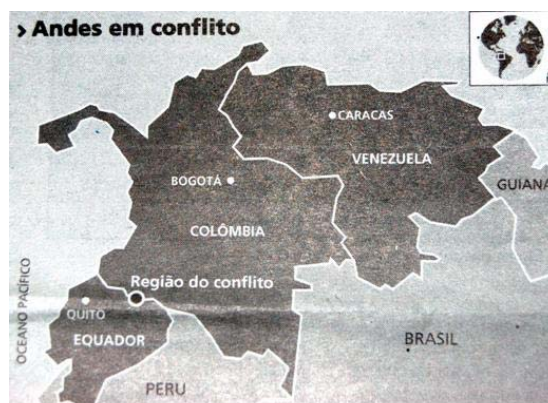 › Andes em conflito
CARACAS
VENEZUELA
GUIANA
BOGOTÁ
COLÔMBIA
Região do conflito
OCEANO PACÍFICO
QUITO
EQUADOR
BRASIL
PERU